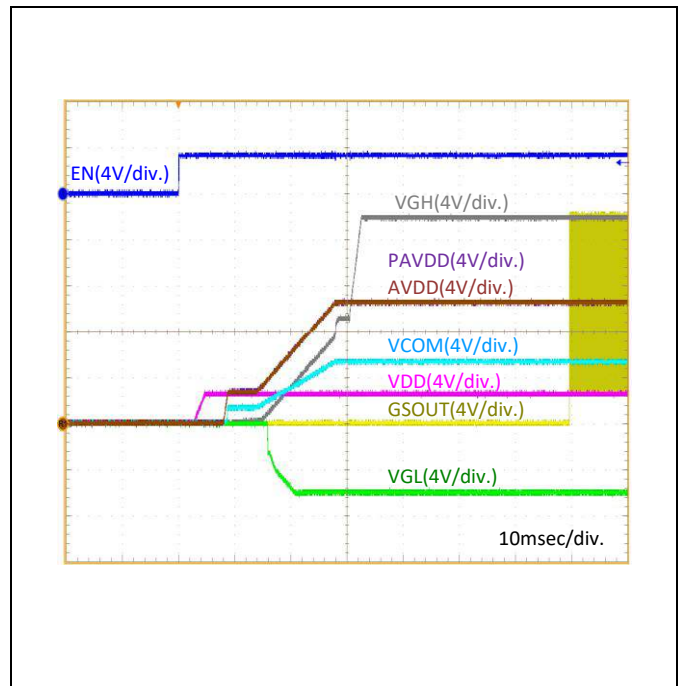 EN(4V/div.)
VGH(4V/div.)
PAVDD(4V/div.)
AVDD(4V/div.)
VCOM(4V/div.)
VDD(4V/div.)
GSOUT(4V/div.)
VGL(4V/div.)
10msec/div.